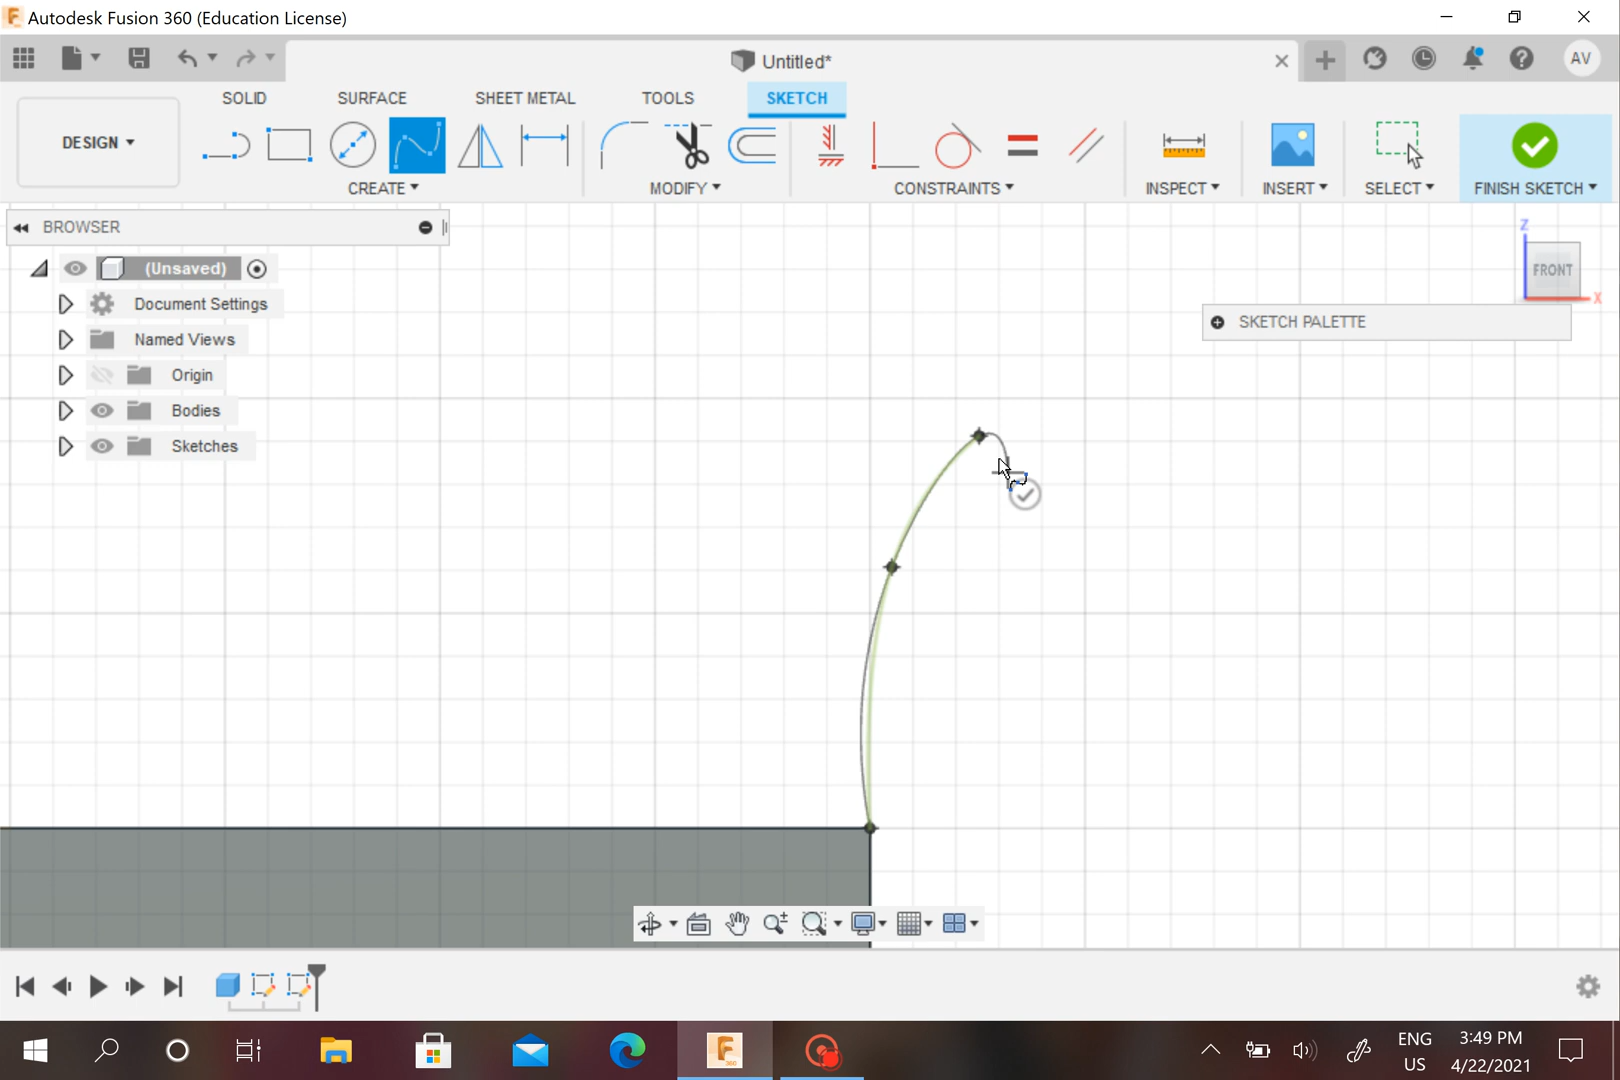 Autodesk Fusion 360 (Education License)
Untitled*
AV
SOLID SURFACE SHEET METAL TOOLS SKETCH
DESIGN
CREATE MODIFY CONSTRAINTS INSPECT INSERT SELECT FINISH SKETCH
BROWSER
(Unsaved)
Document Settings
Named Views
Origin
Bodies
Sketches
Z
FRONT
X
SKETCH PALETTE
ENG
US
3:49 PM
4/22/2021
F
360